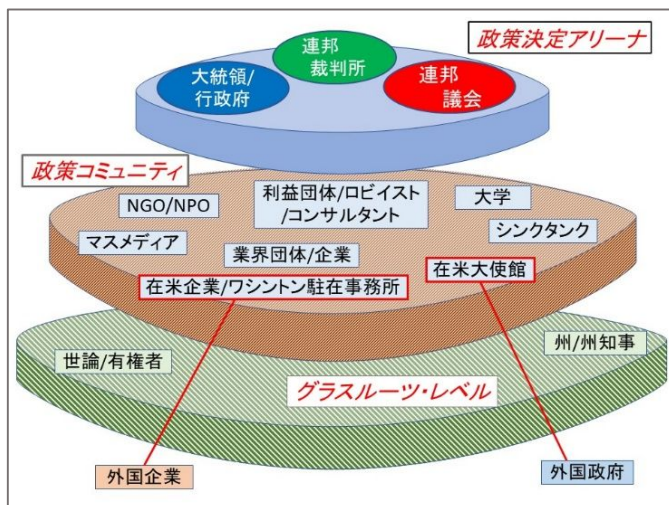 政策決定アリーナ
連邦
裁判所
大統領/
行政府
連邦
議会
政策コミュニティ
NGO/NPO
利益団体/ロビイスト
/コンサルタント
大学
マスメディア
シンクタンク
業界団体/企業
在米企業/ワシントン駐在事務所
在米大使館
世論/有権者
州/州知事
グラスルーツ・レベル
外国企業
外国政府